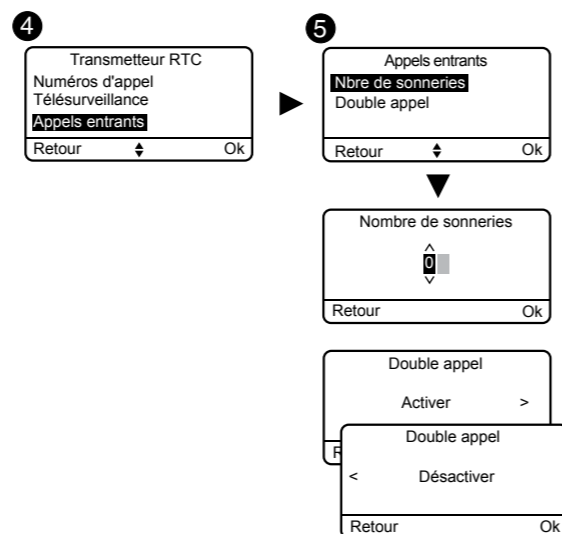 4
Transmetteur RTC
Numéros d'appel
Télésurveillance
Appels entrants
Retour Ok
5
Appels entrants
Nbre de sonneries
Double appel
Retour Ok
Nombre de sonneries
0
Retour Ok
Double appel
Activer >
R
Double appel
< Désactiver
Retour Ok